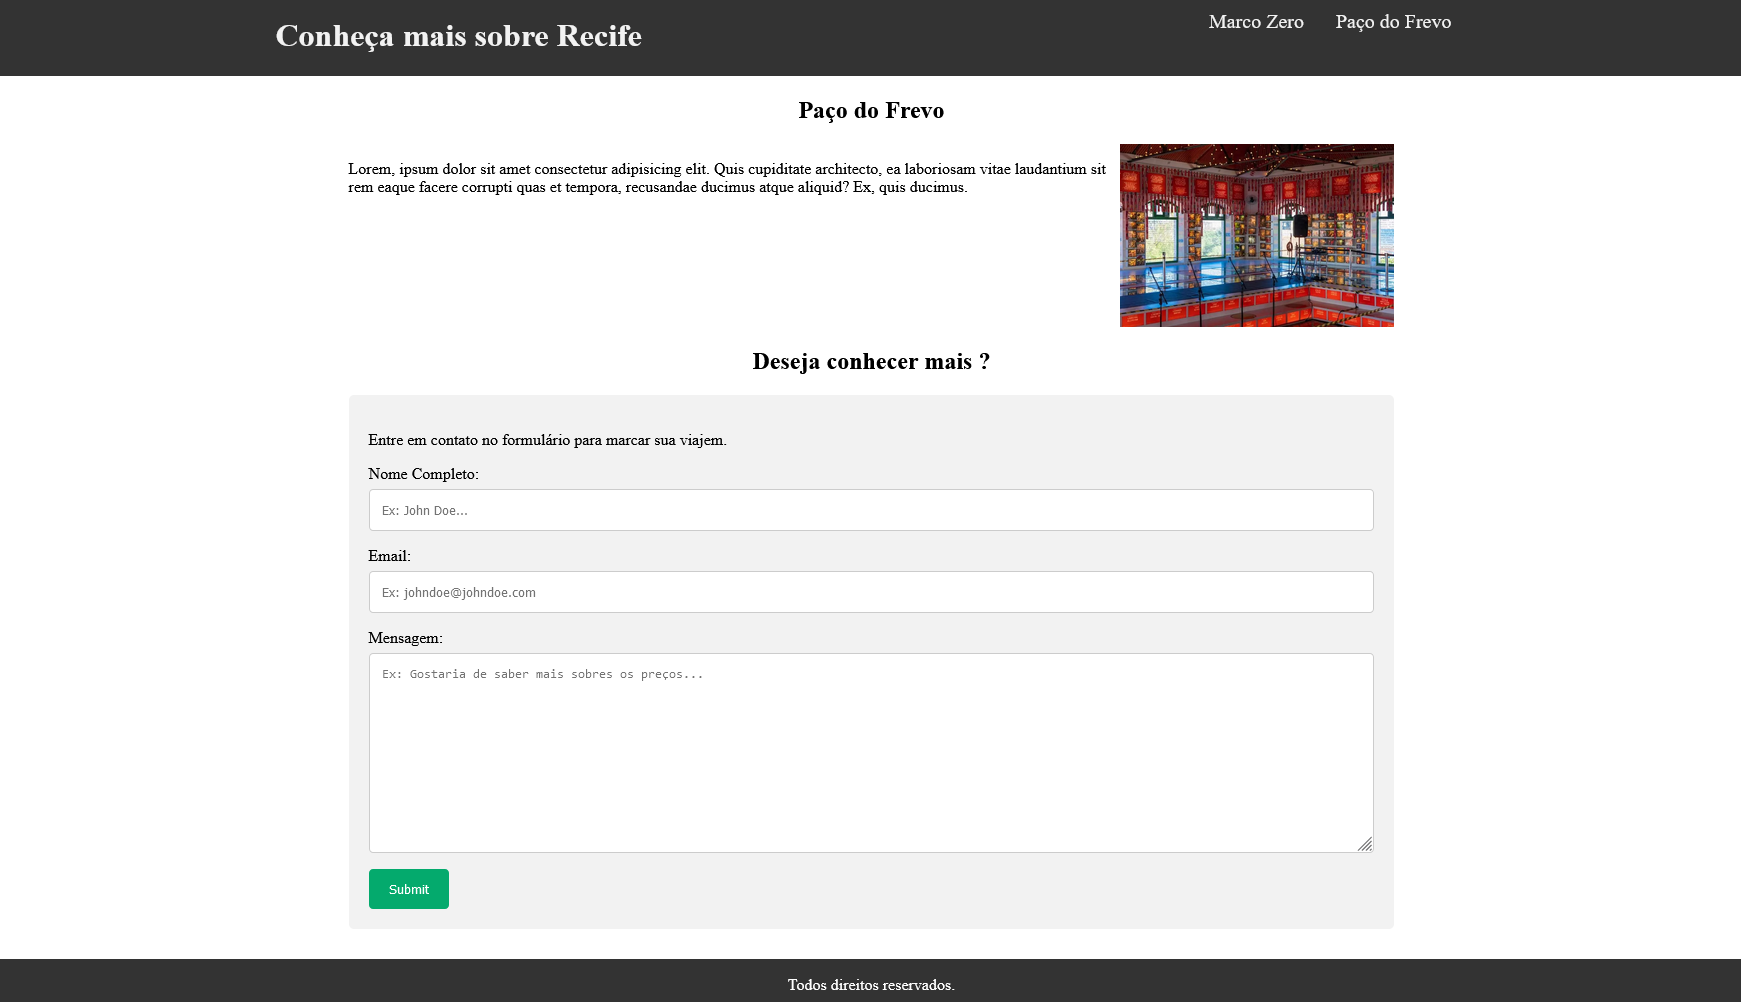 Conheça mais sobre Recife
Marco Zero
Paço do Frevo
Paço do Frevo
Lorem, ipsum dolor sit amet consectetur adipisicing elit. Quis cupiditate architecto, ea laboriosam vitae laudantium sit
rem eaque facere corrupti quas et tempora, recusandae ducimus atque aliquid? Ex, quis ducimus.
Deseja conhecer mais ?
Entre em contato no formulário para marcar sua viajem.
Nome Completo:
Ex: John Doe...
Email:
Ex: johndoe@johndoe.com
Mensagem:
Ex: Gostaria de saber mais sobres os preços...
Submit
Todos direitos reservados.